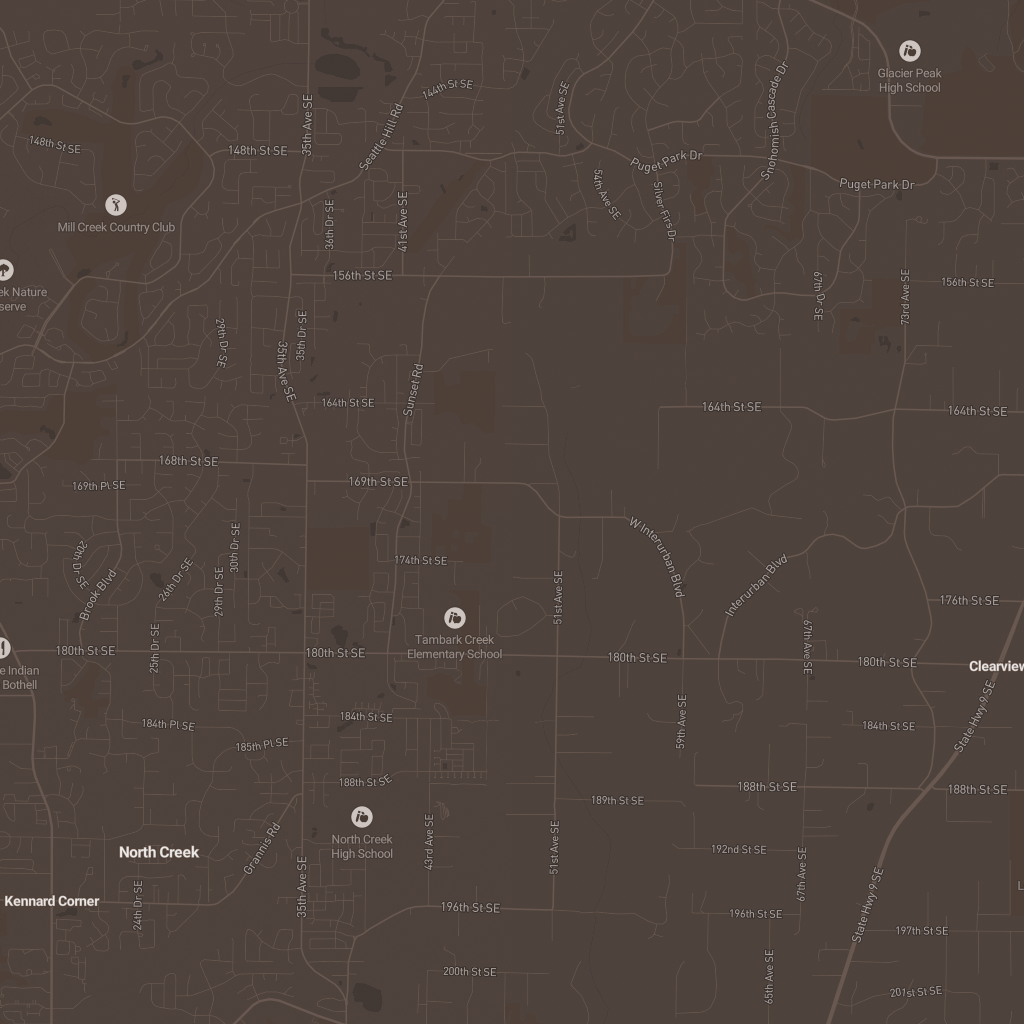 Glacier Peak
High School
144th St SE
51st Ave SE
Snohomish Cascade Dr
35th Ave SE
Seattle Hill Rd
148th St SE
148th St SE
Puget Park Dr
Puget Park Dr
54th Ave SE
Silver Firs Dr
Mill Creek Country Club
36th Dr SE
41st Ave SE
156th St SE
156th St SE
67th Dr SE
73rd Ave SE
ek Nature
serve
29th Dr SE
35th Dr SE
35th Ave SE
Sunset Rd
164th St SE
164th St SE
164th St SE
168th St SE
169th Pl SE
169th St SE
W Interurban Blvd
Interurban Blvd
20th Dr SE
Brook Blvd
26th Dr SE
29th Dr SE
30th Dr SE
174th St SE
51st Ave SE
176th St SE
Tambark Creek
Elementary School
25th Dr SE
67th Ave SE
180th St SE
180th St SE
180th St SE
180th St SE
Clearview
e Indian
Bothell
184th Pl SE
185th Pl SE
184th St SE
59th Ave SE
184th St SE
State Hwy 9 SE
188th St SE
188th St SE
188th St SE
189th St SE
North Creek
High School
43rd Ave SE
51st Ave SE
192nd St SE
67th Ave SE
North Creek
Grannis Rd
35th Ave SE
Kennard Corner
24th Dr SE
196th St SE
196th St SE
State Hwy 9 SE
197th St SE
200th St SE
65th Ave SE
201st St SE